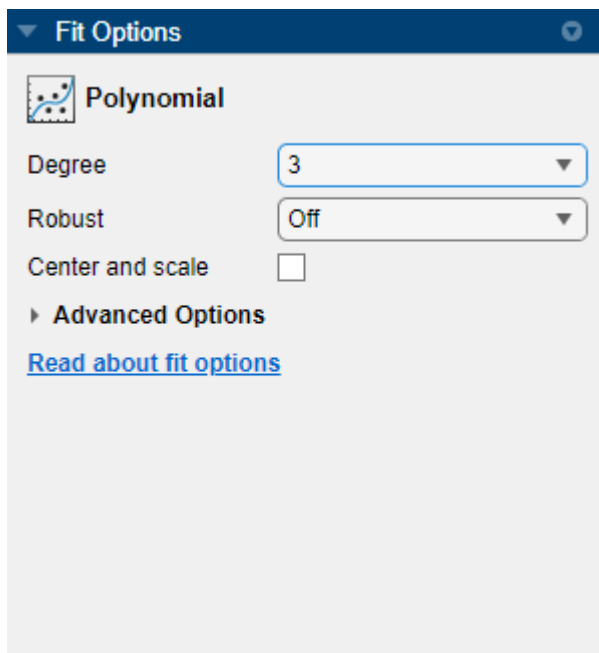 Fit Options
Polynomial
Degree 3
Robust Off
Center and scale
Advanced Options
Read about fit options